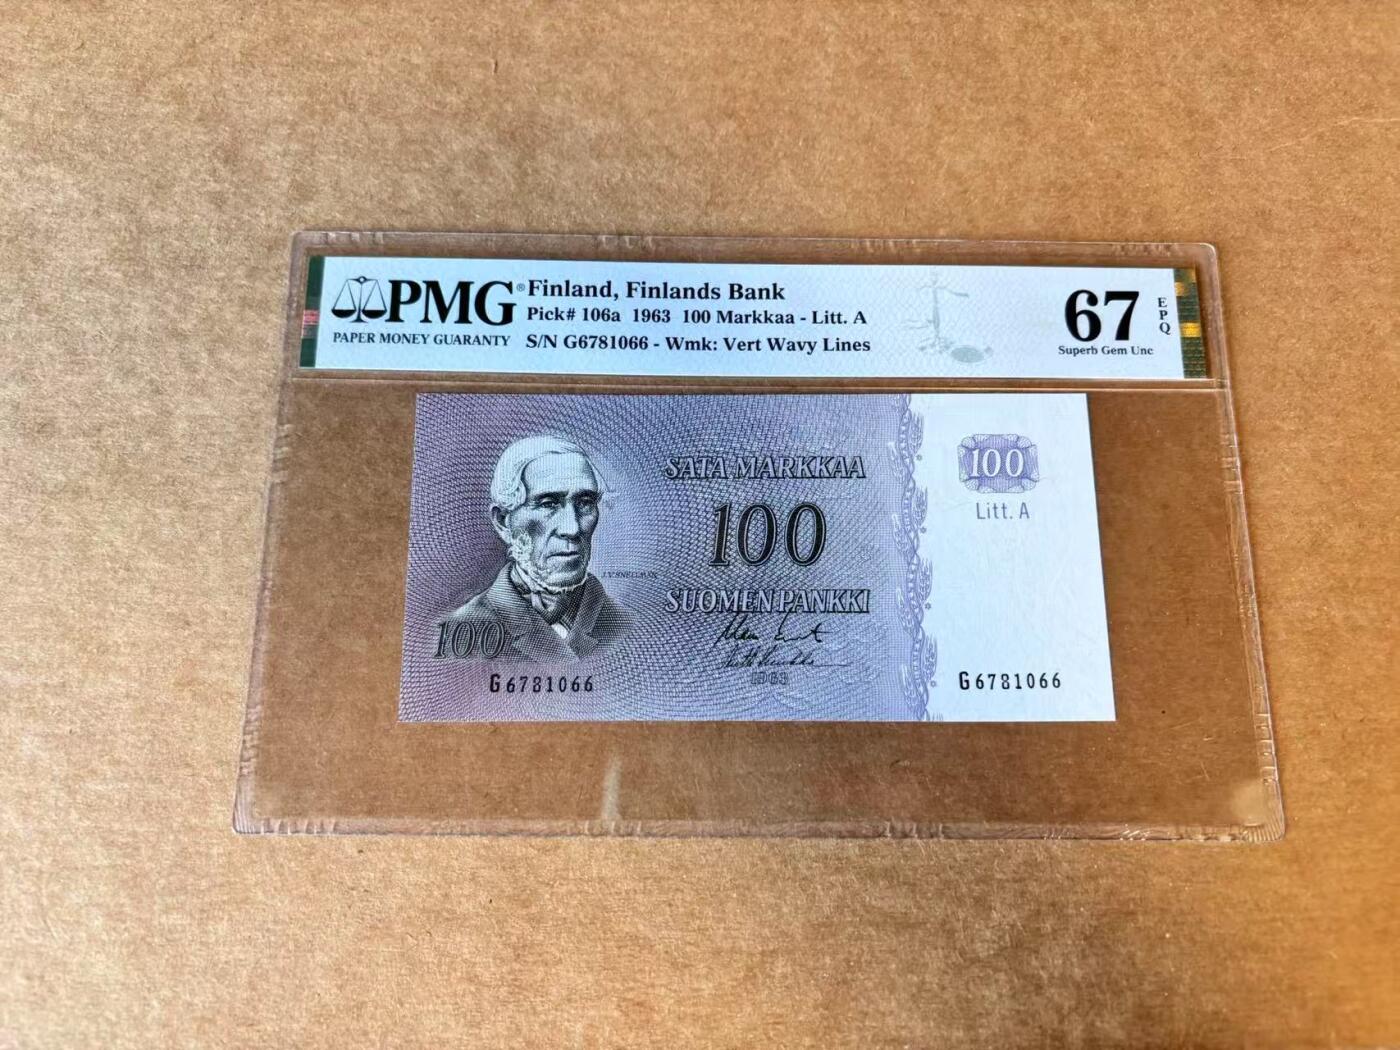 PMG®
PAPER MONEY GUARANTY
Finland, Finlands Bank
Pick# 106a 1963 100 Markkaa - Litt. A
S/N G6781066 - Wmk: Vert Wavy Lines
67
EPQ
Superb Gem Unc
SATA MARKKAA
100
SUOMEN PANKKI
J.V.SNELLMAN
100
1963
G6781066
100
Litt. A
G6781066